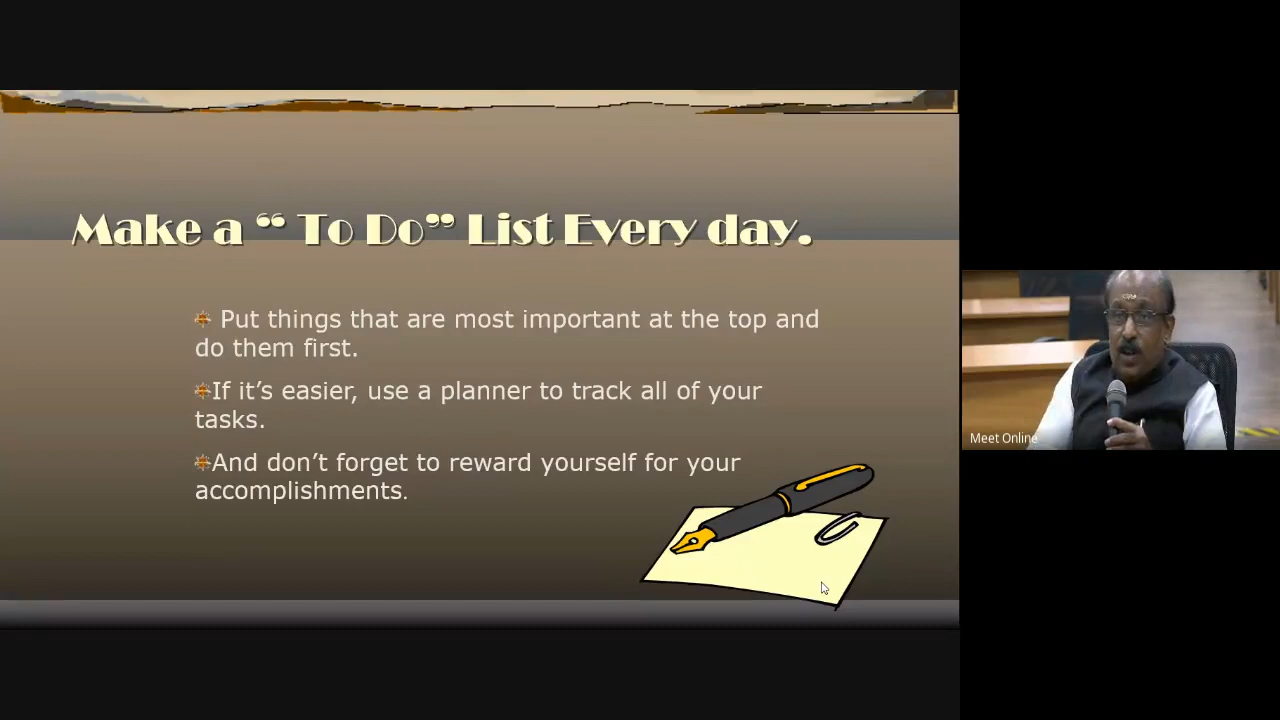 Make a “ To Do” List Every day.
Put things that are most important at the top and
do them first.
If it’s easier, use a planner to track all of your
tasks.
And don’t forget to reward yourself for your
accomplishments.
Meet Online